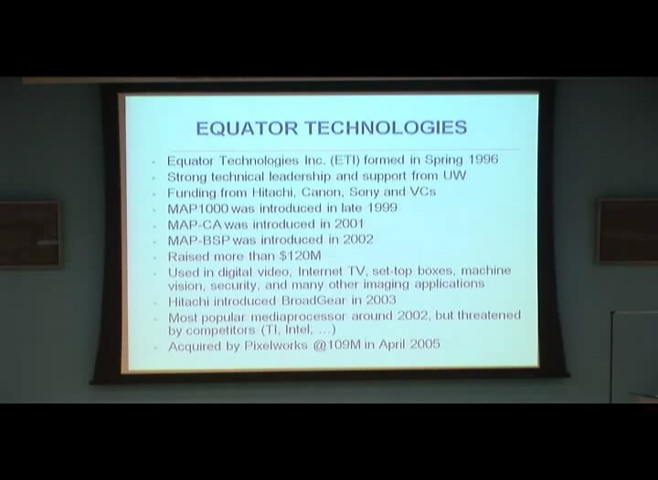 EQUATOR TECHNOLOGIES
Equator Technologies Inc. (ETI) formed in Spring 1996
Strong technical leadership and support from UW
Funding from Hitachi, Canon, Sony and VCs
MAP1000 was introduced in late 1999
MAP-CA was introduced in 2001
MAP-BSP was introduced in 2002
Raised more than $120M
Used in digital video, Internet TV, set-top boxes, machine
vision, security, and many other imaging applications
Hitachi introduced BroadGear in 2003
Most popular mediaprocessor around 2002, but threatened
by competitors (TI, Intel, …)
Acquired by Pixelworks @109M in April 2005